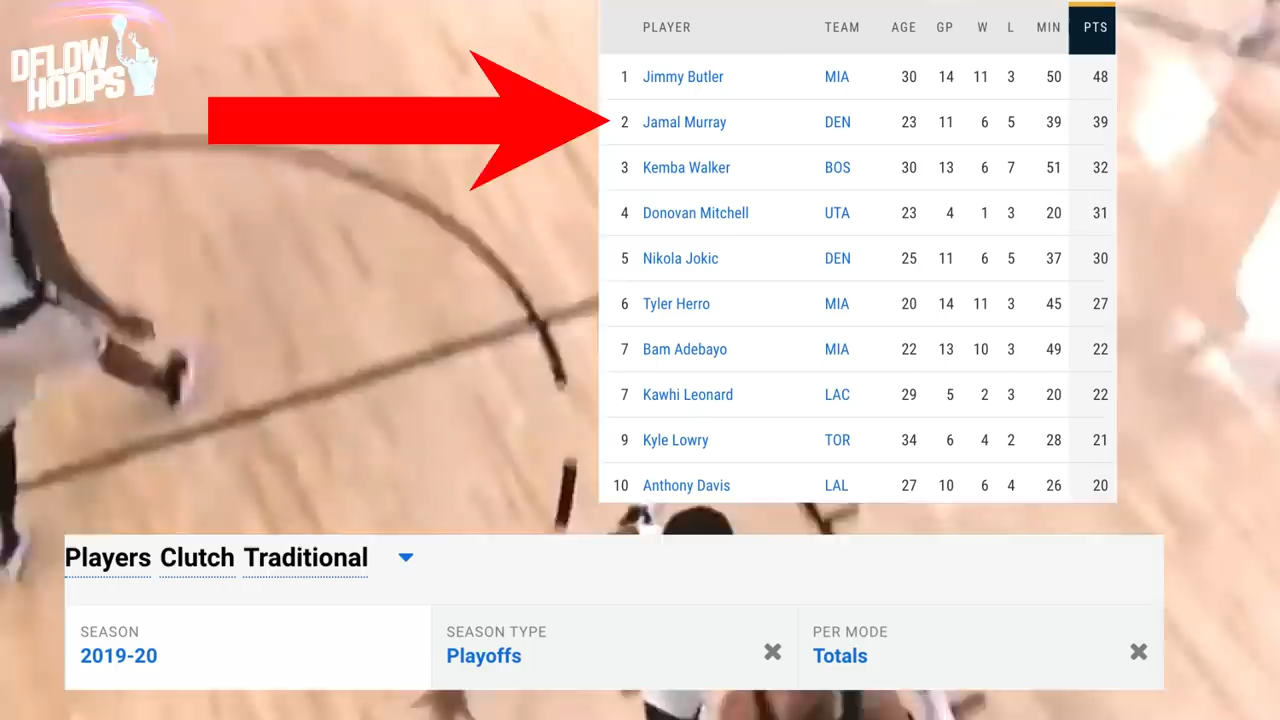 DFLOW
HOOPS
PLAYER TEAM AGE GP W L MIN PTS
1 Jimmy Butler MIA 30 14 11 3 50 48
2 Jamal Murray DEN 23 11 6 5 39 39
3 Kemba Walker BOS 30 13 6 7 51 32
4 Donovan Mitchell UTA 23 4 1 3 20 31
5 Nikola Jokic DEN 25 11 6 5 37 30
6 Tyler Herro MIA 20 14 11 3 45 27
7 Bam Adebayo MIA 22 13 10 3 49 22
7 Kawhi Leonard LAC 29 5 2 3 20 22
9 Kyle Lowry TOR 34 6 4 2 28 21
10 Anthony Davis LAL 27 10 6 4 26 20
Players Clutch Traditional
SEASON SEASON TYPE PER MODE
2019-20 Playoffs Totals